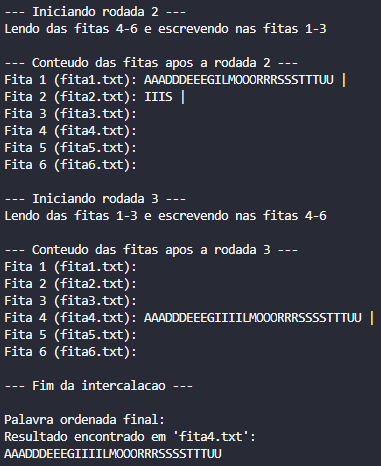 --- Iniciando rodada 2 ---
Lendo das fitas 4-6 e escrevendo nas fitas 1-3
--- Conteudo das fitas apos a rodada 2 ---
Fita 1 (fita1.txt): AAADDDEEEGILMOOORRRSSSTTTUU |
Fita 2 (fita2.txt): IIIS |
Fita 3 (fita3.txt):
Fita 4 (fita4.txt):
Fita 5 (fita5.txt):
Fita 6 (fita6.txt):
--- Iniciando rodada 3 ---
Lendo das fitas 1-3 e escrevendo nas fitas 4-6
--- Conteudo das fitas apos a rodada 3 ---
Fita 1 (fita1.txt):
Fita 2 (fita2.txt):
Fita 3 (fita3.txt):
Fita 4 (fita4.txt): AAADDDEEEGIIIILMOOORRRSSSSTTTUU |
Fita 5 (fita5.txt):
Fita 6 (fita6.txt):
--- Fim da intercalacao ---
Palavra ordenada final:
Resultado encontrado em 'fita4.txt':
AAADDDEEEGIIIILMOOORRRSSSSTTTUU